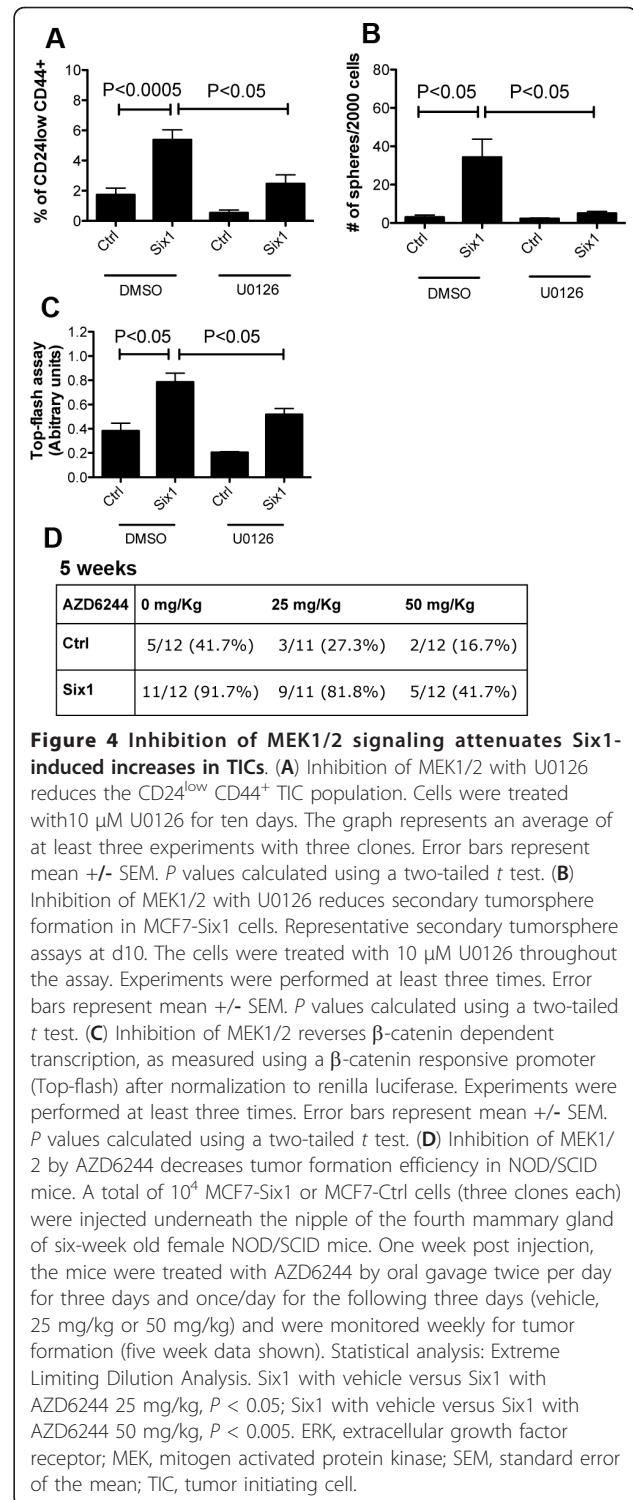 A
% of CD24low CD44+
10
8
6
4
2
0
P<0.0005
P<0.05
Ctrl
Six1
Ctrl
Six1
DMSO
U0126
B
# of spheres/2000 cells
80
60
40
20
0
P<0.05
P<0.05
Ctrl
Six1
Ctrl
Six1
DMSO
U0126
C
Top-flash assay
(Abitrary units)
1.2
1.0
0.8
0.6
0.4
0.2
0.0
P<0.05
P<0.05
Ctrl
Six1
Ctrl
Six1
DMSO
U0126
D
5 weeks
AZD6244 0 mg/Kg 25 mg/Kg 50 mg/Kg
Ctrl 5/12 (41.7%) 3/11 (27.3%) 2/12 (16.7%)
Six1 11/12 (91.7%) 9/11 (81.8%) 5/12 (41.7%)
Figure 4 Inhibition of MEK1/2 signaling attenuates Six1-
induced increases in TICs. (A) Inhibition of MEK1/2 with U0126
reduces the CD24low CD44+ TIC population. Cells were treated
with10 μM U0126 for ten days. The graph represents an average of
at least three experiments with three clones. Error bars represent
mean +/- SEM. P values calculated using a two-tailed t test. (B)
Inhibition of MEK1/2 with U0126 reduces secondary tumorsphere
formation in MCF7-Six1 cells. Representative secondary tumorsphere
assays at d10. The cells were treated with 10 μM U0126 throughout
the assay. Experiments were performed at least three times. Error
bars represent mean +/- SEM. P values calculated using a two-tailed
t test. (C) Inhibition of MEK1/2 reverses β-catenin dependent
transcription, as measured using a β-catenin responsive promoter
(Top-flash) after normalization to renilla luciferase. Experiments were
performed at least three times. Error bars represent mean +/- SEM.
P values calculated using a two-tailed t test. (D) Inhibition of MEK1/
2 by AZD6244 decreases tumor formation efficiency in NOD/SCID
mice. A total of 10⁴ MCF7-Six1 or MCF7-Ctrl cells (three clones each)
were injected underneath the nipple of the fourth mammary gland
of six-week old female NOD/SCID mice. One week post injection,
the mice were treated with AZD6244 by oral gavage twice per day
for three days and once/day for the following three days (vehicle,
25 mg/kg or 50 mg/kg) and were monitored weekly for tumor
formation (five week data shown). Statistical analysis: Extreme
Limiting Dilution Analysis. Six1 with vehicle versus Six1 with
AZD6244 25 mg/kg, P < 0.05; Six1 with vehicle versus Six1 with
AZD6244 50 mg/kg, P < 0.005. ERK, extracellular growth factor
receptor; MEK, mitogen activated protein kinase; SEM, standard error
of the mean; TIC, tumor initiating cell.